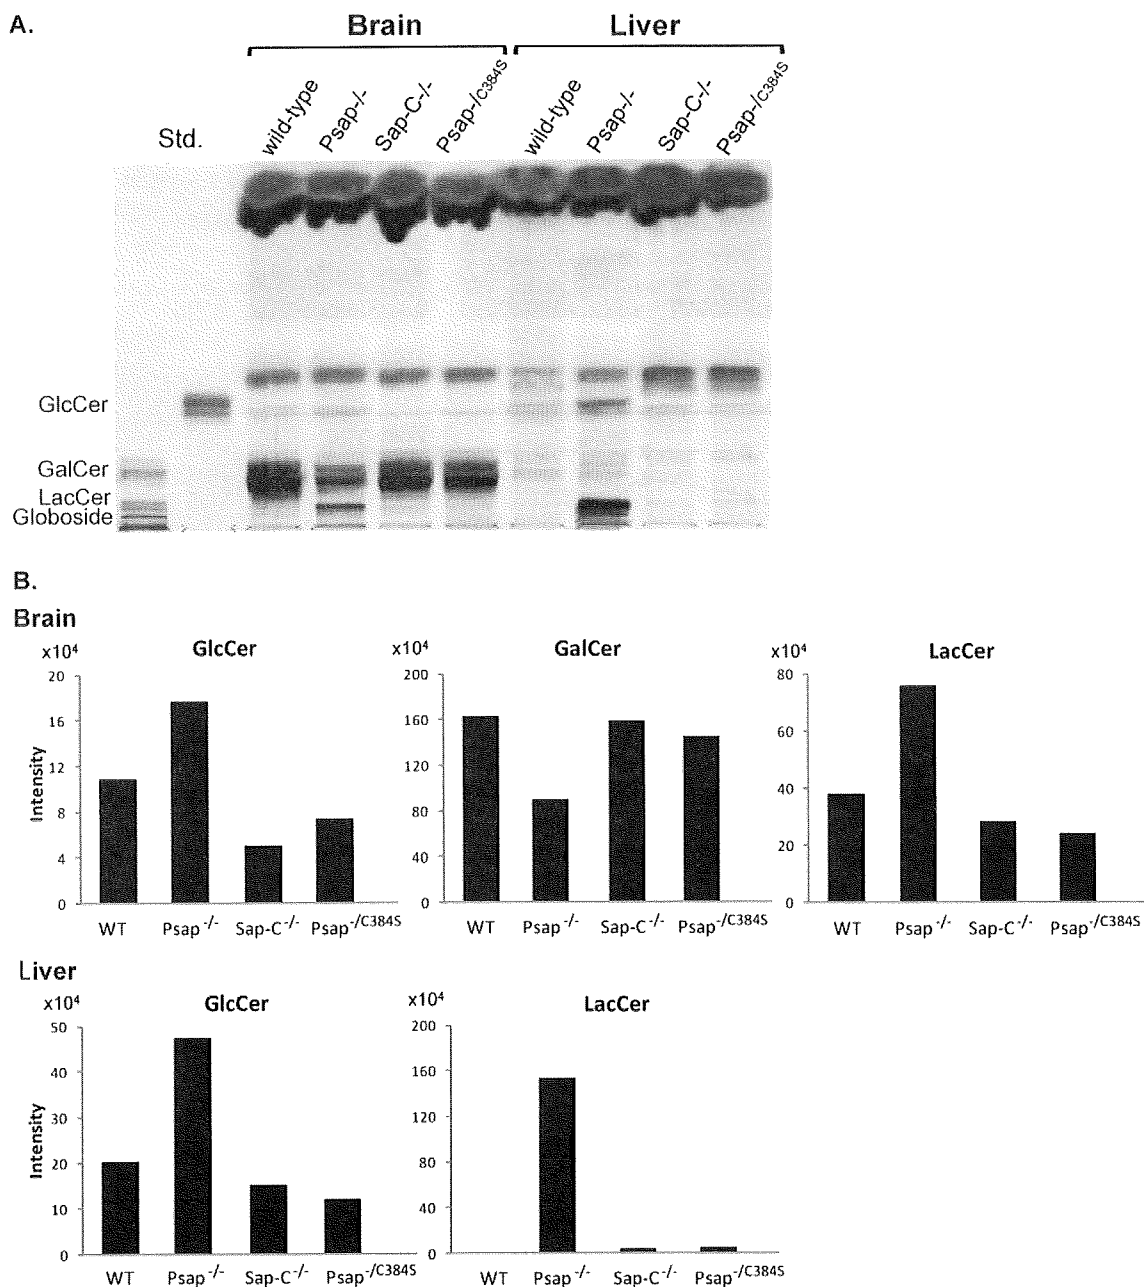 A.
Brain Liver
Std. wild-type Psap-/- Sap-C-/- Psap-/C384S wild-type Psap-/- Sap-C-/- Psap-/C384S
GlcCer
GalCer
LacCer
Globoside
B.
Brain
x10⁴ GlcCer
20
16
12
8
4
0
Intensity
WT Psap⁻/⁻ Sap-C⁻/⁻ Psap⁻/C384S
x10⁴ GalCer
200
160
120
80
40
0
WT Psap⁻/⁻ Sap-C⁻/⁻ Psap⁻/C384S
x10⁴ LacCer
80
60
40
20
0
WT Psap⁻/⁻ Sap-C⁻/⁻ Psap⁻/C384S
Liver
x10⁴ GlcCer
50
40
30
20
10
0
Intensity
WT Psap⁻/⁻ Sap-C⁻/⁻ Psap⁻/C384S
x10⁴ LacCer
200
160
120
80
40
0
WT Psap⁻/⁻ Sap-C⁻/⁻ Psap⁻/C384S